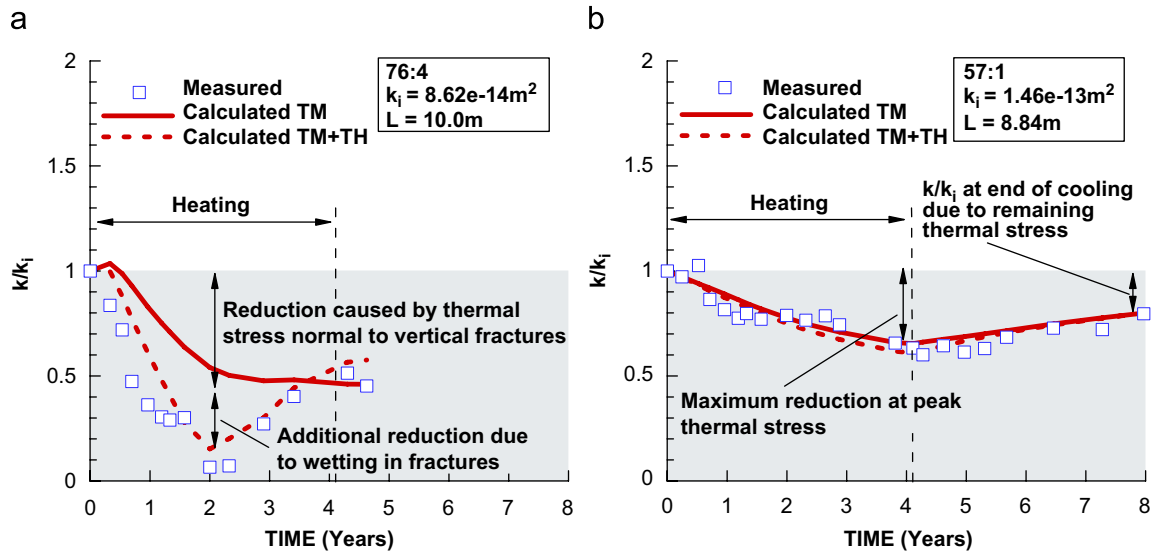 a
2
1.5
1
0.5
0
k/kᵢ
Measured
Calculated TM
Calculated TM+TH
76:4
kᵢ = 8.62e-14m²
L = 10.0m
Heating
Reduction caused by thermal
stress normal to vertical fractures
Additional reduction due
to wetting in fractures
0 1 2 3 4 5 6 7 8
TIME (Years)
b
2
1.5
1
0.5
0
k/kᵢ
Measured
Calculated TM
Calculated TM+TH
57:1
kᵢ = 1.46e-13m²
L = 8.84m
Heating
k/kᵢ at end of cooling
due to remaining
thermal stress
Maximum reduction at peak
thermal stress
0 1 2 3 4 5 6 7 8
TIME (Years)